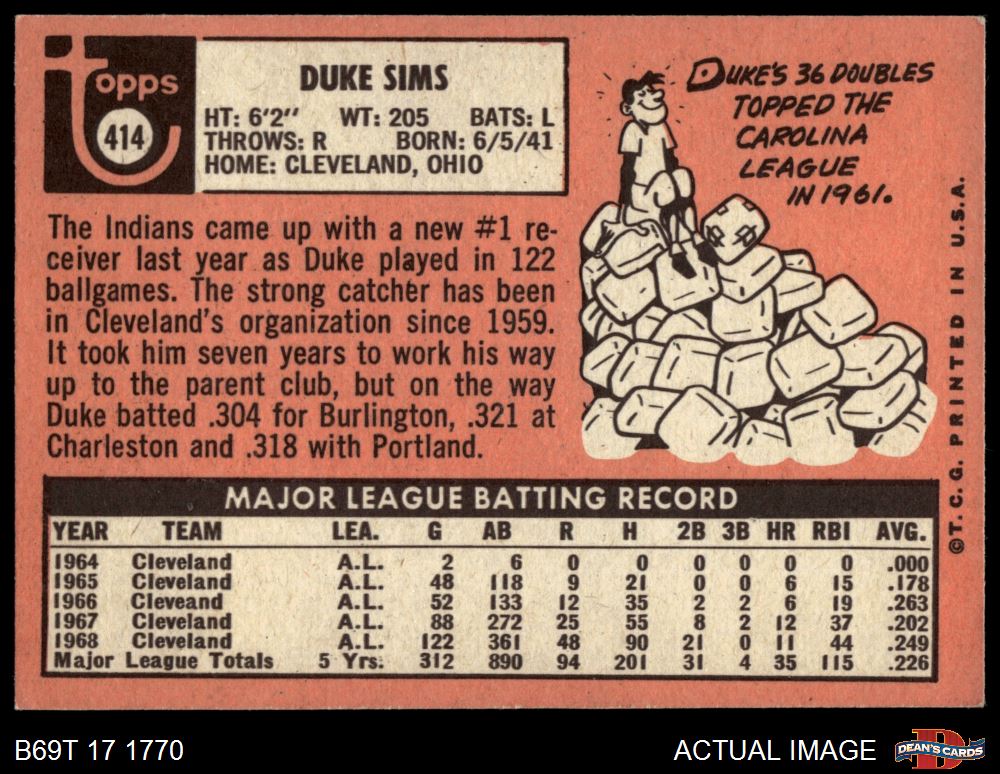 topps
414
DUKE SIMS
HT: 6'2" WT: 205 BATS: L
THROWS: R BORN: 6/5/41
HOME: CLEVELAND, OHIO
DUKE'S 36 DOUBLES
TOPPED THE
CAROLINA
LEAGUE
IN 1961.
The Indians came up with a new #1 re-
ceiver last year as Duke played in 122
ballgames. The strong catcher has been
in Cleveland's organization since 1959.
It took him seven years to work his way
up to the parent club, but on the way
Duke batted .304 for Burlington, .321 at
Charleston and .318 with Portland.
©T.C.G. PRINTED IN U.S.A.
MAJOR LEAGUE BATTING RECORD
YEAR TEAM LEA. G AB R H 2B 3B HR RBI AVG.
1964 Cleveland A.L. 2 6 0 0 0 0 0 0 .000
1965 Cleveland A.L. 48 118 9 21 0 0 6 15 .178
1966 Cleveand A.L. 52 133 12 35 2 2 6 19 .263
1967 Cleveland A.L. 88 272 25 55 8 2 12 37 .202
1968 Cleveland A.L. 122 361 48 90 21 0 11 44 .249
Major League Totals 5 Yrs. 312 890 94 201 31 4 35 115 .226
B69T 17 1770
ACTUAL IMAGE
D
DEAN'S CARDS